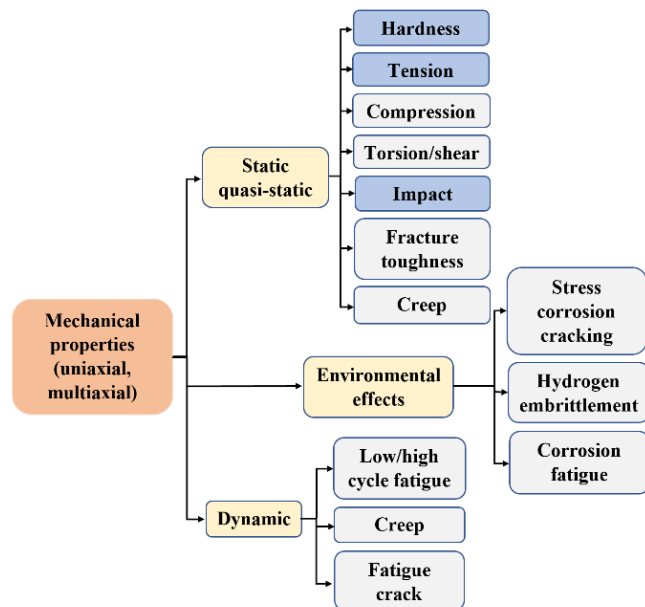 Mechanical
properties
(uniaxial,
multiaxial)
Static
quasi-static
Hardness
Tension
Compression
Torsion/shear
Impact
Fracture
toughness
Creep
Environmental
effects
Stress
corrosion
cracking
Hydrogen
embrittlement
Corrosion
fatigue
Dynamic
Low/high
cycle fatigue
Creep
Fatigue
crack